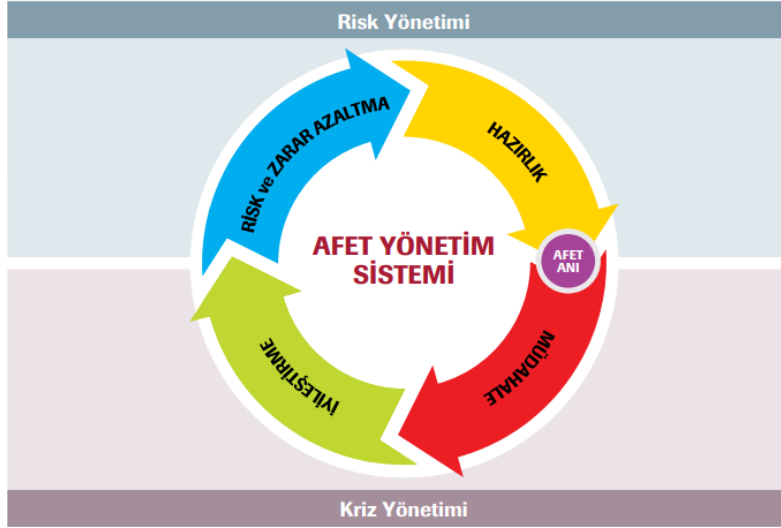 Risk Yönetimi
RİSK ve ZARAR AZALTMA
HAZIRLIK
AFET YÖNETİM
SİSTEMİ
AFET
ANI
İYİLEŞTİRME
MÜDAHALE
Kriz Yönetimi